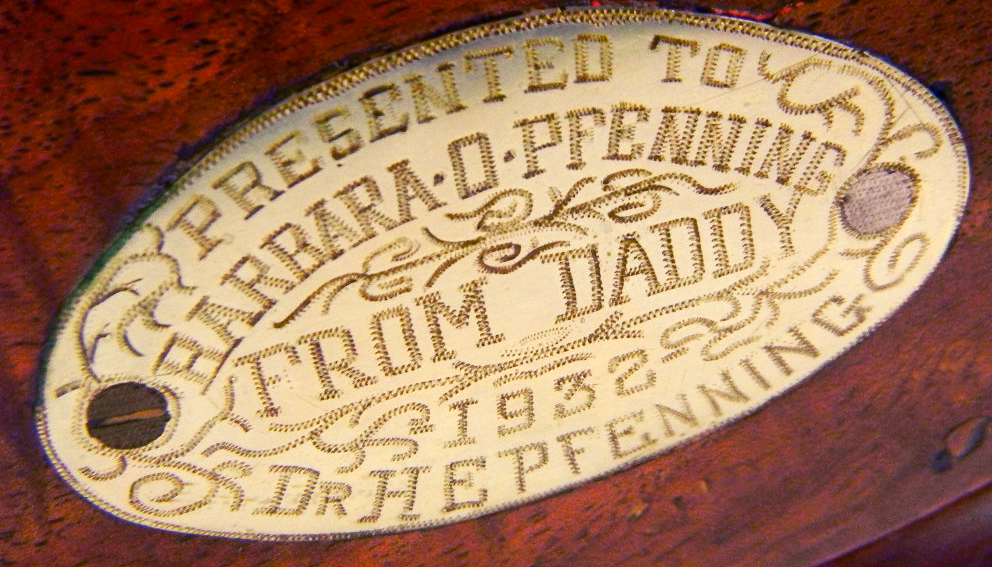 PRESENTED TO
BARBARA·O·PFENNING
FROM DADDY
1932
DR H E PFENNING